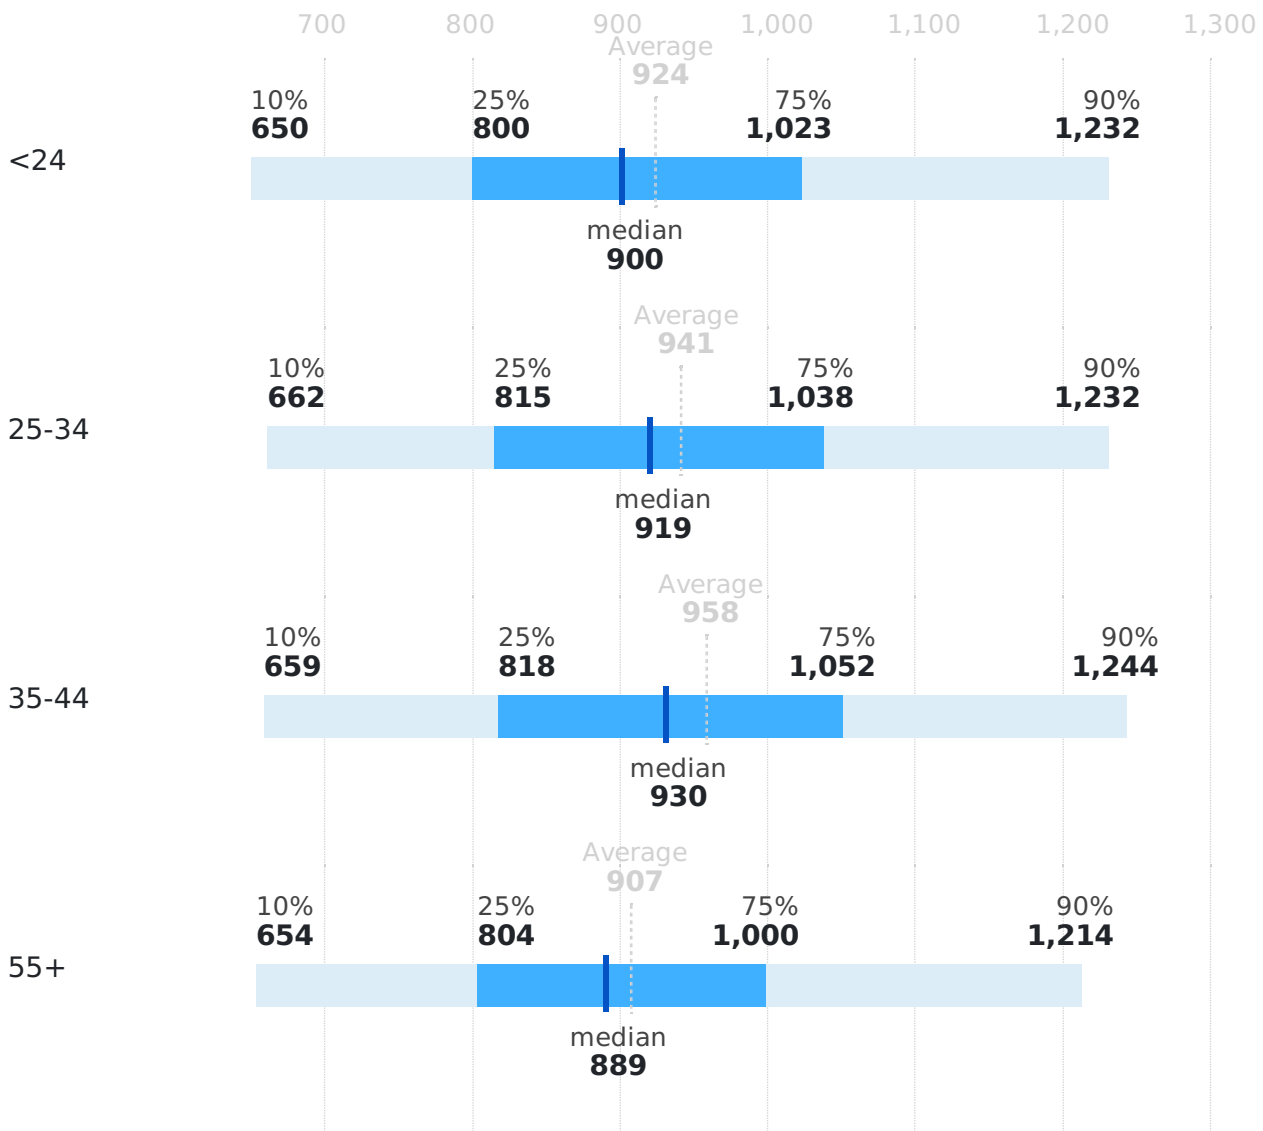 700 800 900 1,000 1,100 1,200 1,300
Average
924
10% 25% 75% 90%
650 800 1,023 1,232
<24
median
900
Average
941
10% 25% 75% 90%
662 815 1,038 1,232
25-34
median
919
Average
958
10% 25% 75% 90%
659 818 1,052 1,244
35-44
median
930
Average
907
10% 25% 75% 90%
654 804 1,000 1,214
55+
median
889